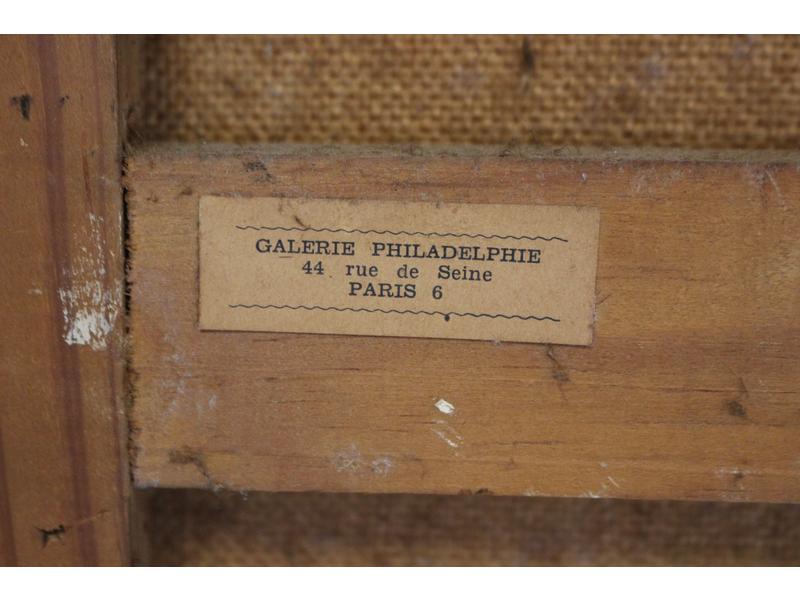 GALERIE PHILADELPHIE
44 rue de Seine
PARIS 6